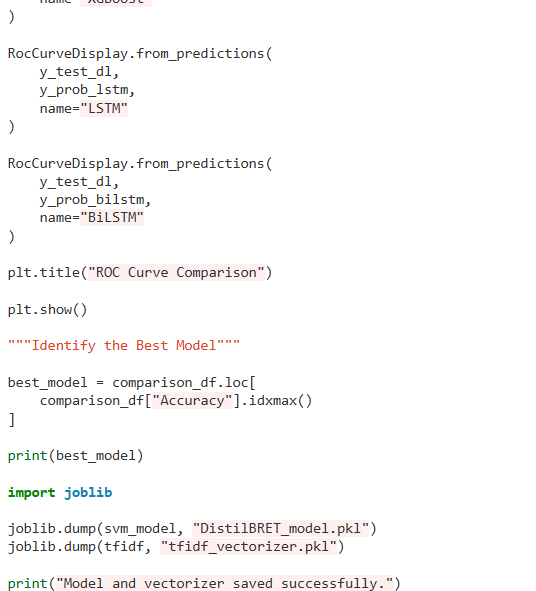 )
RocCurveDisplay.from_predictions(
    y_test_dl,
    y_prob_lstm,
    name="LSTM"
)
RocCurveDisplay.from_predictions(
    y_test_dl,
    y_prob_bilstm,
    name="BiLSTM"
)
plt.title("ROC Curve Comparison")
plt.show()
"""Identify the Best Model"""
best_model = comparison_df.loc[
    comparison_df["Accuracy"].idxmax()
]
print(best_model)
import joblib
joblib.dump(svm_model, "DistilBRET_model.pkl")
joblib.dump(tfidf, "tfidf_vectorizer.pkl")
print("Model and vectorizer saved successfully.")